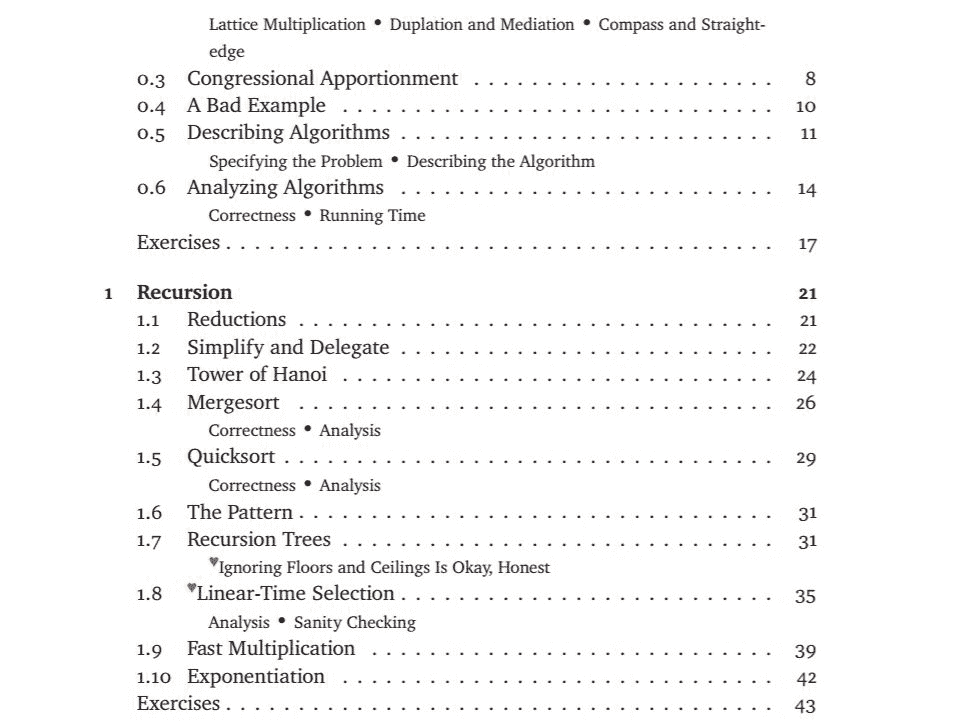 Lattice Multiplication • Duplation and Mediation • Compass and Straight-
edge
0.3 Congressional Apportionment . . . . . . . . . . . . . . . . . . . . . 8
0.4 A Bad Example . . . . . . . . . . . . . . . . . . . . . . . . . . . . . . 10
0.5 Describing Algorithms . . . . . . . . . . . . . . . . . . . . . . . . . . 11
Specifying the Problem • Describing the Algorithm
0.6 Analyzing Algorithms . . . . . . . . . . . . . . . . . . . . . . . . . . 14
Correctness • Running Time
Exercises . . . . . . . . . . . . . . . . . . . . . . . . . . . . . . . . . . . . . . 17
1 Recursion 21
1.1 Reductions . . . . . . . . . . . . . . . . . . . . . . . . . . . . . . . . . 21
1.2 Simplify and Delegate . . . . . . . . . . . . . . . . . . . . . . . . . . 22
1.3 Tower of Hanoi . . . . . . . . . . . . . . . . . . . . . . . . . . . . . . 24
1.4 Mergesort . . . . . . . . . . . . . . . . . . . . . . . . . . . . . . . . . 26
Correctness • Analysis
1.5 Quicksort . . . . . . . . . . . . . . . . . . . . . . . . . . . . . . . . . . 29
Correctness • Analysis
1.6 The Pattern . . . . . . . . . . . . . . . . . . . . . . . . . . . . . . . . . 31
1.7 Recursion Trees . . . . . . . . . . . . . . . . . . . . . . . . . . . . . . 31
♥Ignoring Floors and Ceilings Is Okay, Honest
1.8 ♥Linear-Time Selection . . . . . . . . . . . . . . . . . . . . . . . . . . 35
Analysis • Sanity Checking
1.9 Fast Multiplication . . . . . . . . . . . . . . . . . . . . . . . . . . . . 39
1.10 Exponentiation . . . . . . . . . . . . . . . . . . . . . . . . . . . . . . 42
Exercises . . . . . . . . . . . . . . . . . . . . . . . . . . . . . . . . . . . . . . 43